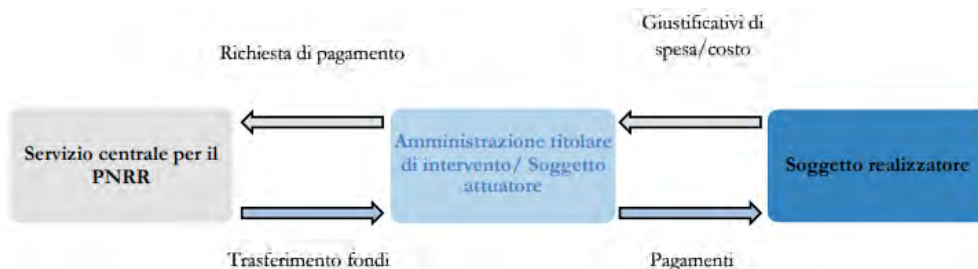 Giustificativi di
spesa/costo
Richiesta di pagamento
Servizio centrale per il
PNRR
Amministrazione titolare
di intervento/ Soggetto
attuatore
Soggetto realizzatore
Trasferimento fondi
Pagamenti